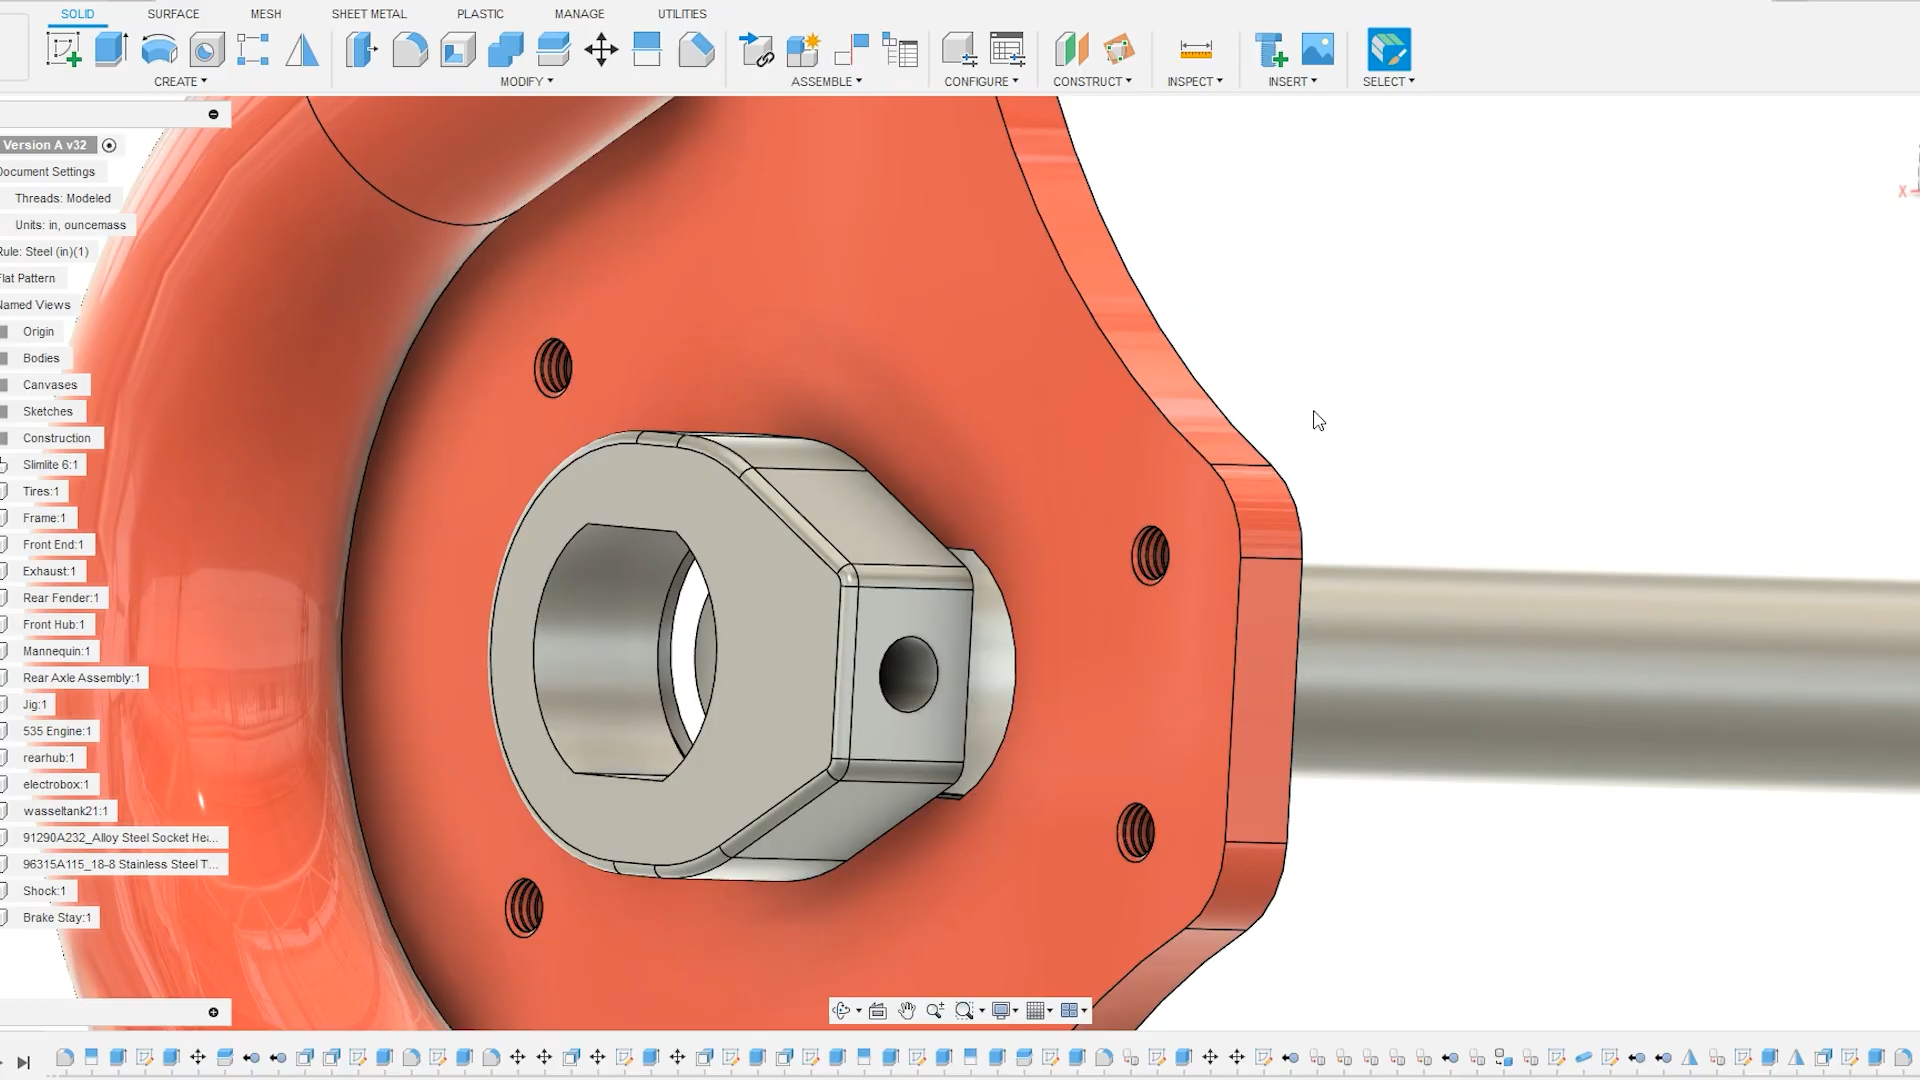 SOLID SURFACE MESH SHEET METAL PLASTIC MANAGE UTILITIES
CREATE MODIFY ASSEMBLE CONFIGURE CONSTRUCT INSPECT INSERT SELECT
Version A v32
Document Settings
Threads: Modeled
Units: in, ouncemass
Rule: Steel (in)(1)
Flat Pattern
Named Views
Origin
Bodies
Canvases
Sketches
Construction
Slimlite 6:1
Tires:1
Frame:1
Front End:1
Exhaust:1
Rear Fender:1
Front Hub:1
Mannequin:1
Rear Axle Assembly:1
Jig:1
535 Engine:1
rearhub:1
electrobox:1
wasseltank21:1
91290A232_Alloy Steel Socket He...
96315A115_18-8 Stainless Steel T...
Shock:1
Brake Stay:1
X